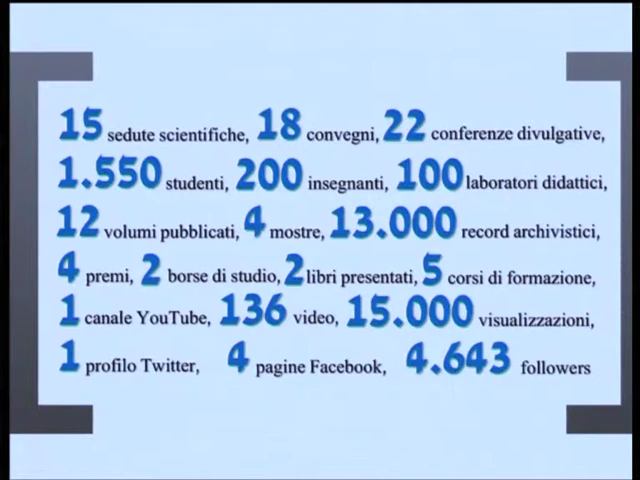 15 sedute scientifiche, 18 convegni, 22 conferenze divulgative,
1.550 studenti, 200 insegnanti, 100 laboratori didattici,
12 volumi pubblicati, 4 mostre, 13.000 record archivistici,
4 premi, 2 borse di studio, 2 libri presentati, 5 corsi di formazione,
1 canale YouTube, 136 video, 15.000 visualizzazioni,
1 profilo Twitter, 4 pagine Facebook, 4.643 followers